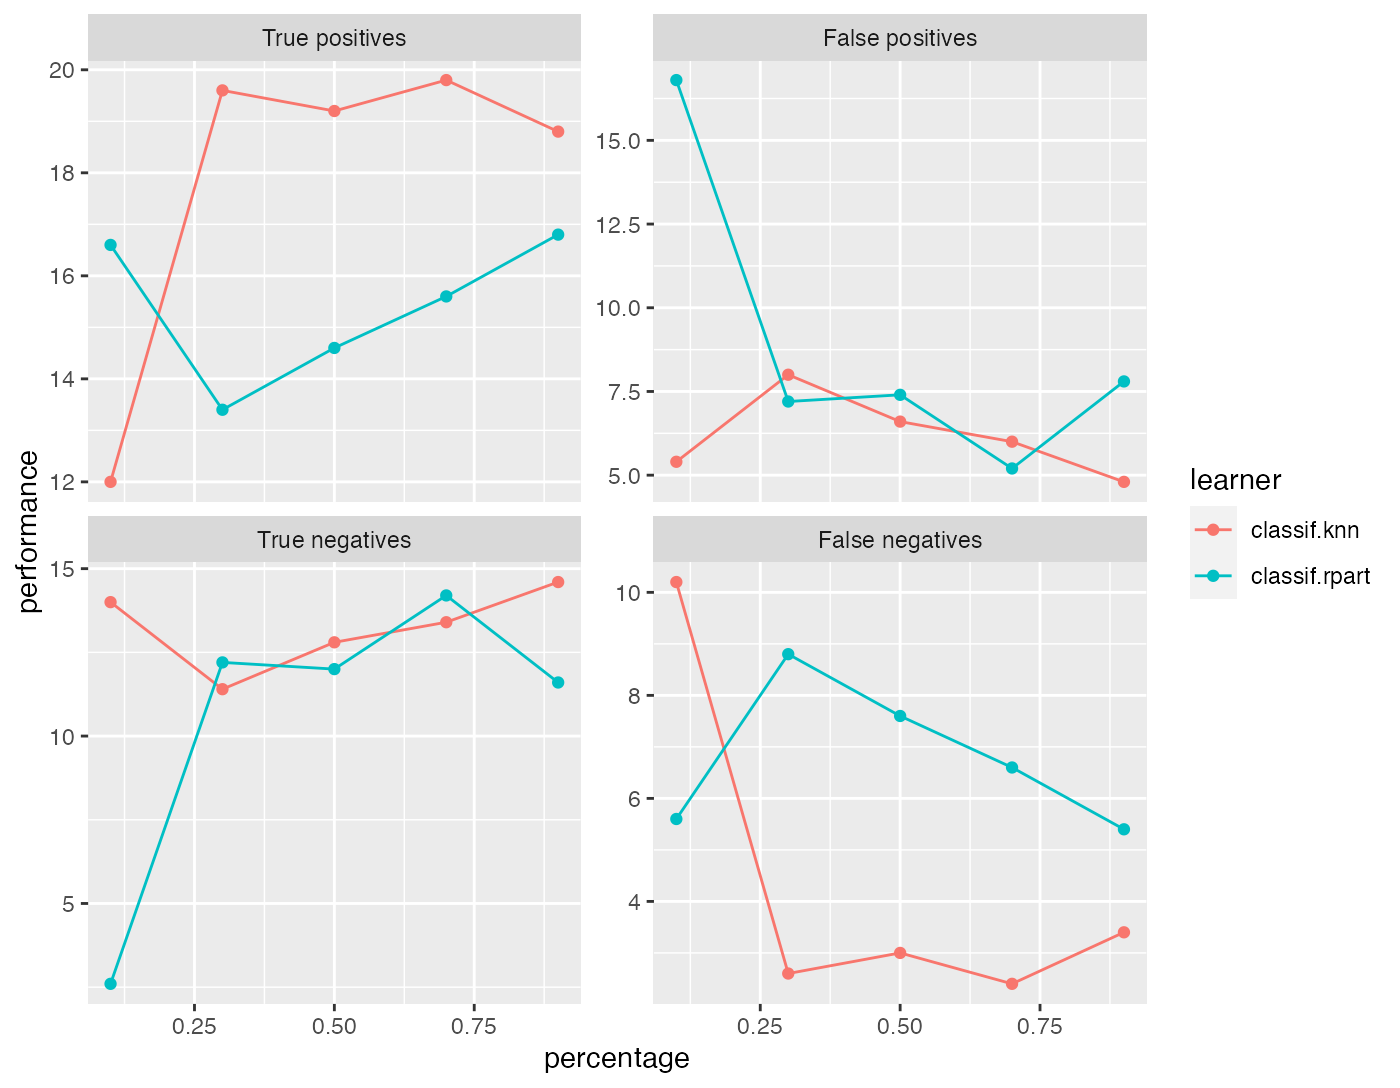 True positives
False positives
20
18
16
14
12
15.0
12.5
10.0
7.5
5.0
performance
True negatives
False negatives
15
10
5
10
8
6
4
0.25 0.50 0.75
0.25 0.50 0.75
percentage
learner
classif.knn
classif.rpart